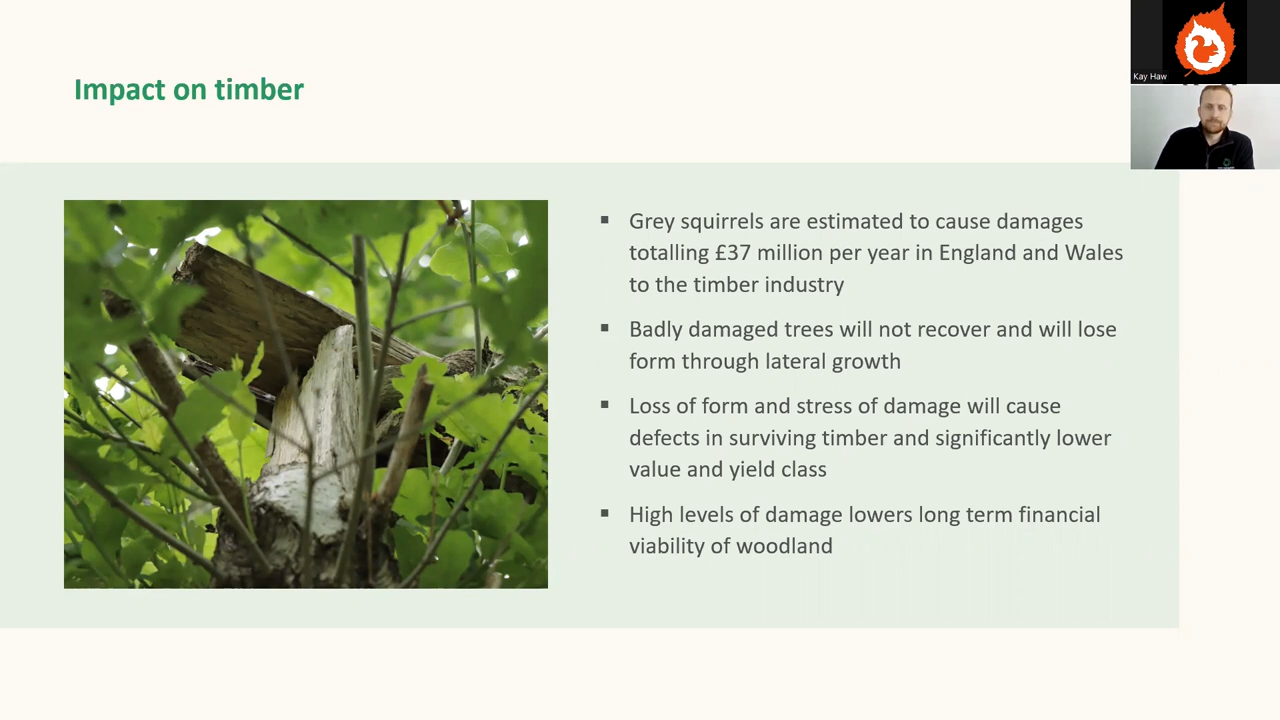 Impact on timber
Kay Haw
▪ Grey squirrels are estimated to cause damages
totalling £37 million per year in England and Wales
to the timber industry
▪ Badly damaged trees will not recover and will lose
form through lateral growth
▪ Loss of form and stress of damage will cause
defects in surviving timber and significantly lower
value and yield class
▪ High levels of damage lowers long term financial
viability of woodland